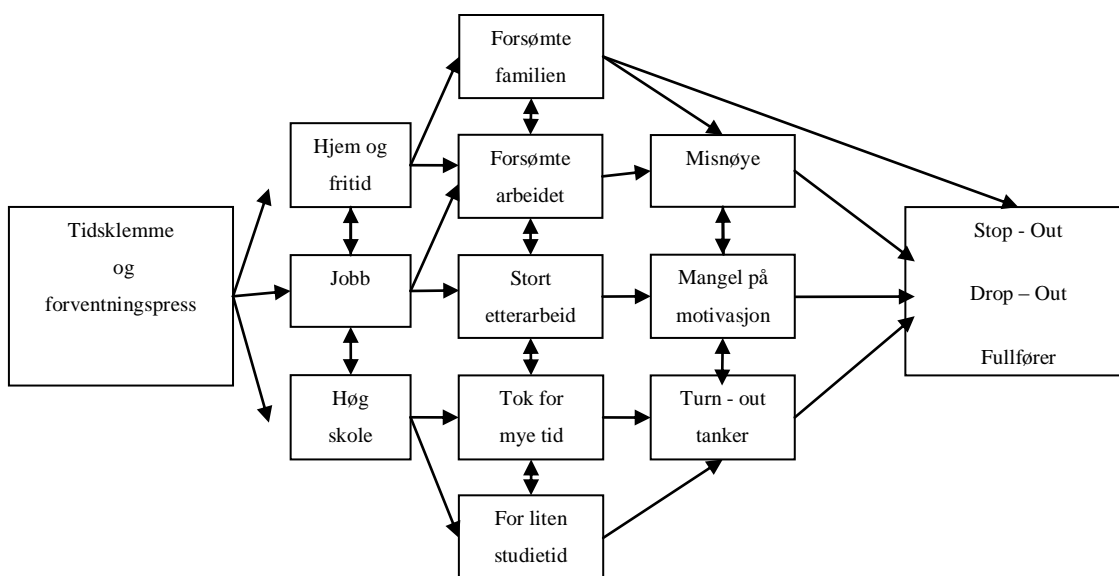 Tidsklemme
og
forventningspress
Hjem og
fritid
Jobb
Høg
skole
Forsømte
familien
Forsømte
arbeidet
Stort
etterarbeid
Tok for
mye tid
For liten
studietid
Misnøye
Mangel på
motivasjon
Turn - out
tanker
Stop - Out
Drop – Out
Fullfører